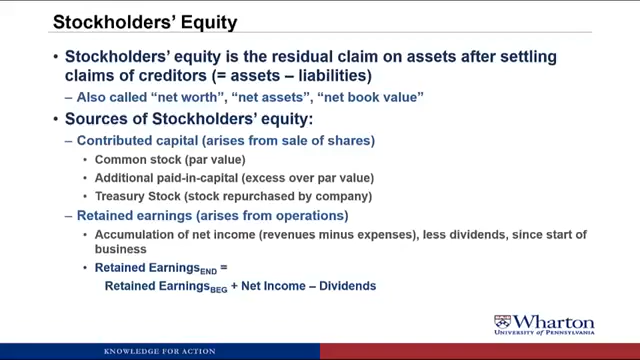 Stockholders' Equity
• Stockholders' equity is the residual claim on assets after settling
claims of creditors (= assets – liabilities)
– Also called "net worth", "net assets", "net book value"
• Sources of Stockholders' equity:
– Contributed capital (arises from sale of shares)
• Common stock (par value)
• Additional paid-in-capital (excess over par value)
• Treasury Stock (stock repurchased by company)
– Retained earnings (arises from operations)
• Accumulation of net income (revenues minus expenses), less dividends, since start of
business
• Retained EarningsEND =
Retained EarningsBEG + Net Income – Dividends
Wharton
UNIVERSITY of PENNSYLVANIA
KNOWLEDGE FOR ACTION